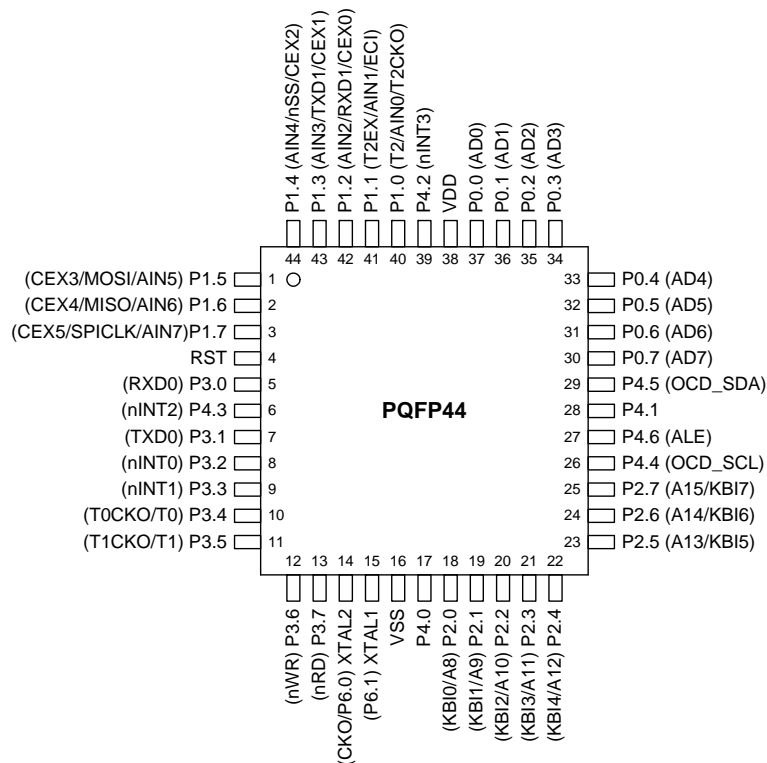 P1.4 (AIN4/nSS/CEX2)
P1.3 (AIN3/TXD1/CEX1)
P1.2 (AIN2/RXD1/CEX0)
P1.1 (T2EX/AIN1/ECI)
P1.0 (T2/AIN0/T2CKO)
P4.2 (nINT3)
VDD
P0.0 (AD0)
P0.1 (AD1)
P0.2 (AD2)
P0.3 (AD3)
44 43 42 41 40 39 38 37 36 35 34
(CEX3/MOSI/AIN5) P1.5 1 33 P0.4 (AD4)
(CEX4/MISO/AIN6) P1.6 2 32 P0.5 (AD5)
(CEX5/SPICLK/AIN7)P1.7 3 31 P0.6 (AD6)
RST 4 30 P0.7 (AD7)
(RXD0) P3.0 5 29 P4.5 (OCD_SDA)
(nINT2) P4.3 6 PQFP44 28 P4.1
(TXD0) P3.1 7 27 P4.6 (ALE)
(nINT0) P3.2 8 26 P4.4 (OCD_SCL)
(nINT1) P3.3 9 25 P2.7 (A15/KBI7)
(T0CKO/T0) P3.4 10 24 P2.6 (A14/KBI6)
(T1CKO/T1) P3.5 11 23 P2.5 (A13/KBI5)
12 13 14 15 16 17 18 19 20 21 22
(nWR) P3.6
(nRD) P3.7
(CKO/P6.0) XTAL2
(P6.1) XTAL1
VSS
P4.0
(KBI0/A8) P2.0
(KBI1/A9) P2.1
(KBI2/A10) P2.2
(KBI3/A11) P2.3
(KBI4/A12) P2.4